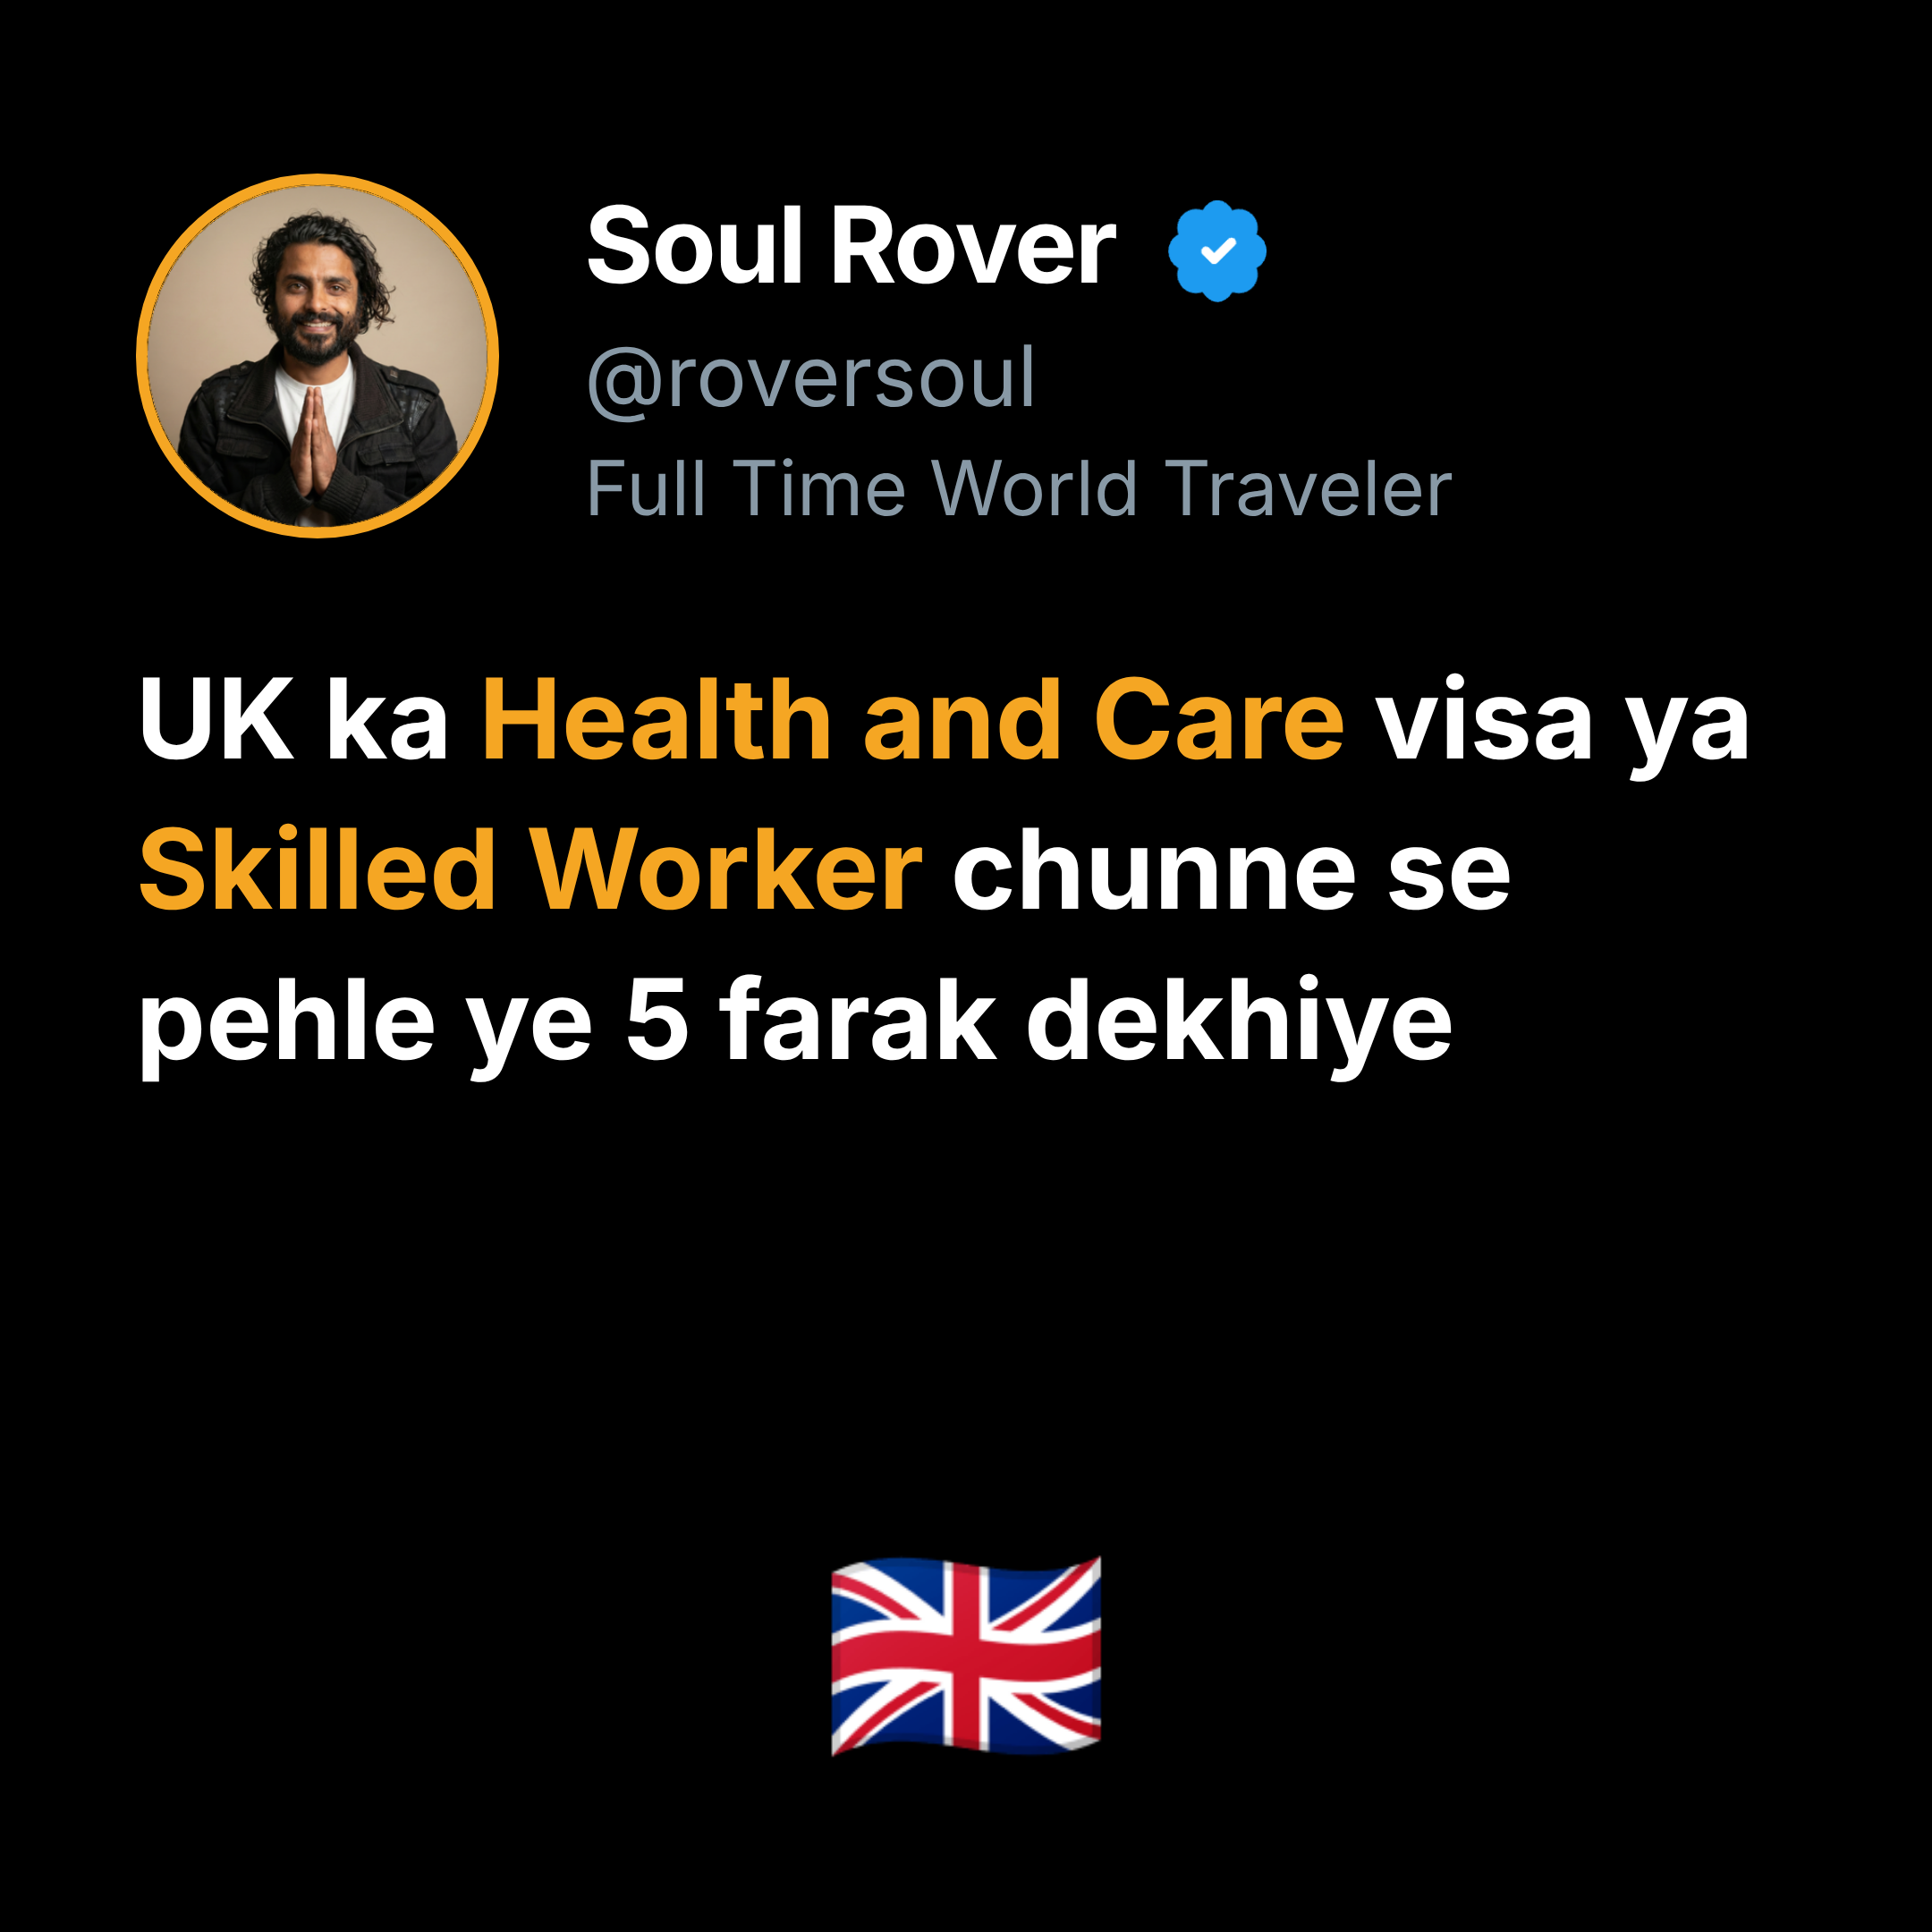 Soul Rover
@roversoul
Full Time World Traveler
UK ka Health and Care visa ya
Skilled Worker chunne se
pehle ye 5 farak dekhiye